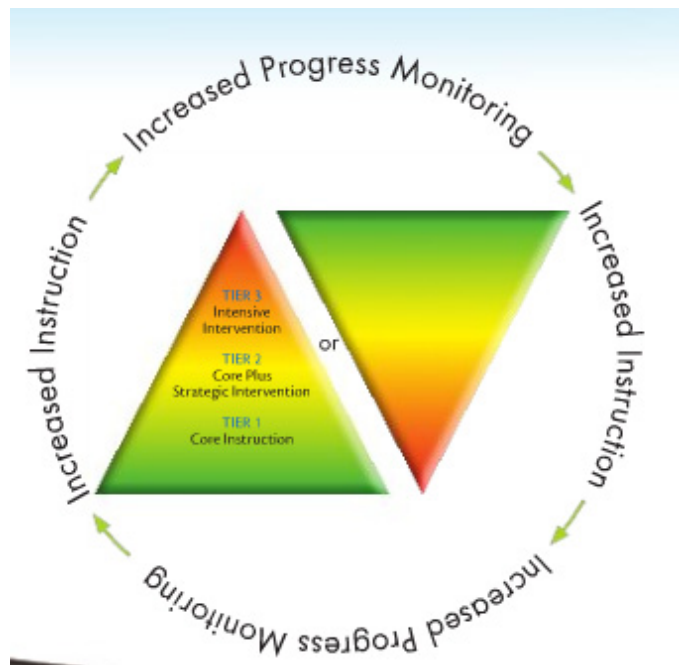 Increased Progress Monitoring
Increased Instruction
Increased Progress Monitoring
Increased Instruction
TIER 3
Intensive
Intervention
TIER 2
Core Plus
Strategic Intervention
TIER 1
Core Instruction
or